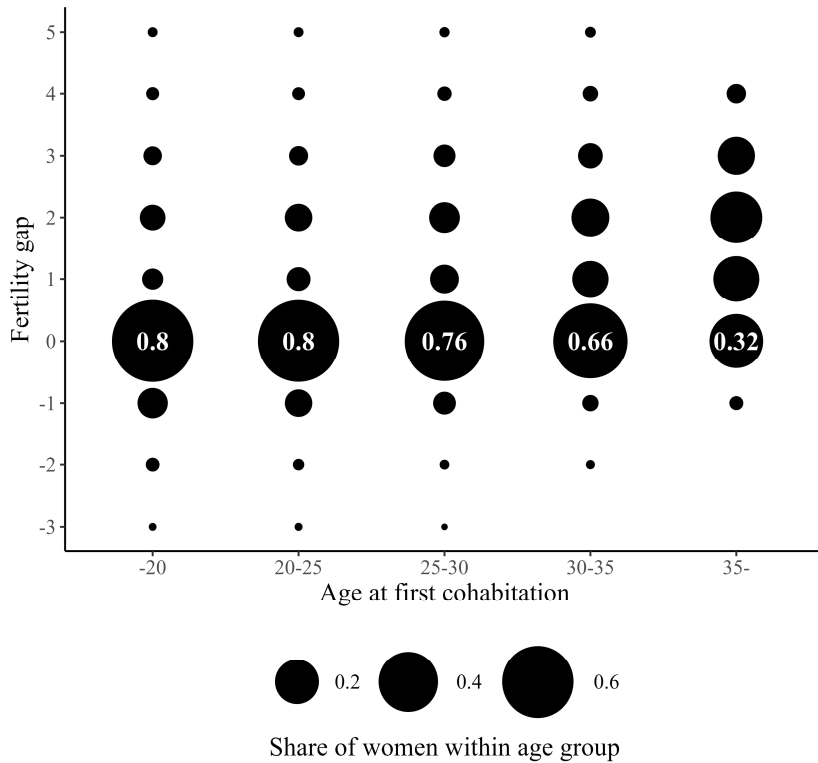 5
4
3
2
1
0
-1
-2
-3
Fertility gap
0.8 0.8 0.76 0.66 0.32
-20 20-25 25-30 30-35 35-
Age at first cohabitation
0.2 0.4 0.6
Share of women within age group